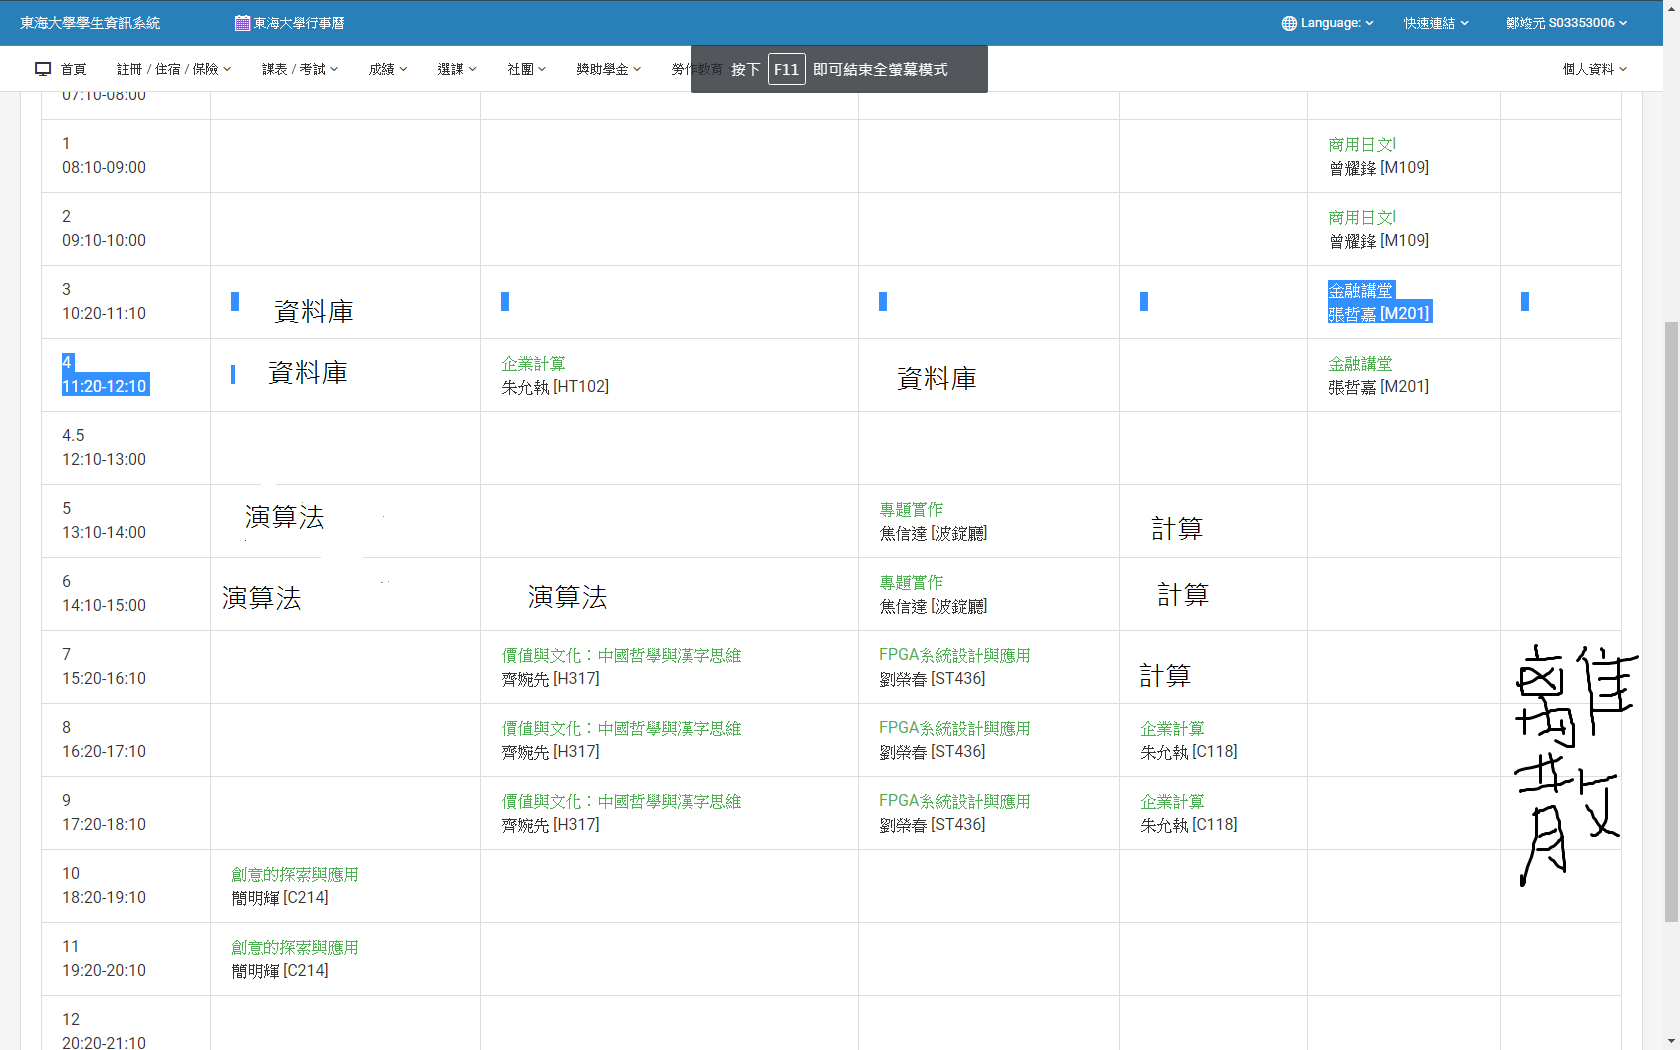 東海大學學生資訊系統 東海大學行事曆 Language: 快速連結 鄭竣元 S03353006
首頁 註冊 / 住宿 / 保險 課表 / 考試 成績 選課 社團 獎助學金 勞作教育 按下 F11 即可結束全螢幕模式 個人資料
07:10-08:00
1 商用日文I
08:10-09:00 曾耀鋒 [M109]
2 商用日文I
09:10-10:00 曾耀鋒 [M109]
3 資料庫 金融講堂
10:20-11:10 張哲嘉 [M201]
4 資料庫 企業計算 資料庫 金融講堂
11:20-12:10 朱允執 [HT102] 張哲嘉 [M201]
4.5
12:10-13:00
5 演算法 專題實作 計算
13:10-14:00 焦信達 [波錠廳]
6 演算法 演算法 專題實作 計算
14:10-15:00 焦信達 [波錠廳]
7 價值與文化：中國哲學與漢字思維 FPGA系統設計與應用 計算
15:20-16:10 齊婉先 [H317] 劉榮春 [ST436]
8 價值與文化：中國哲學與漢字思維 FPGA系統設計與應用 企業計算
16:20-17:10 齊婉先 [H317] 劉榮春 [ST436] 朱允執 [C118]
9 價值與文化：中國哲學與漢字思維 FPGA系統設計與應用 企業計算
17:20-18:10 齊婉先 [H317] 劉榮春 [ST436] 朱允執 [C118]
離散
10 創意的探索與應用
18:20-19:10 簡明輝 [C214]
11 創意的探索與應用
19:20-20:10 簡明輝 [C214]
12
20:20-21:10